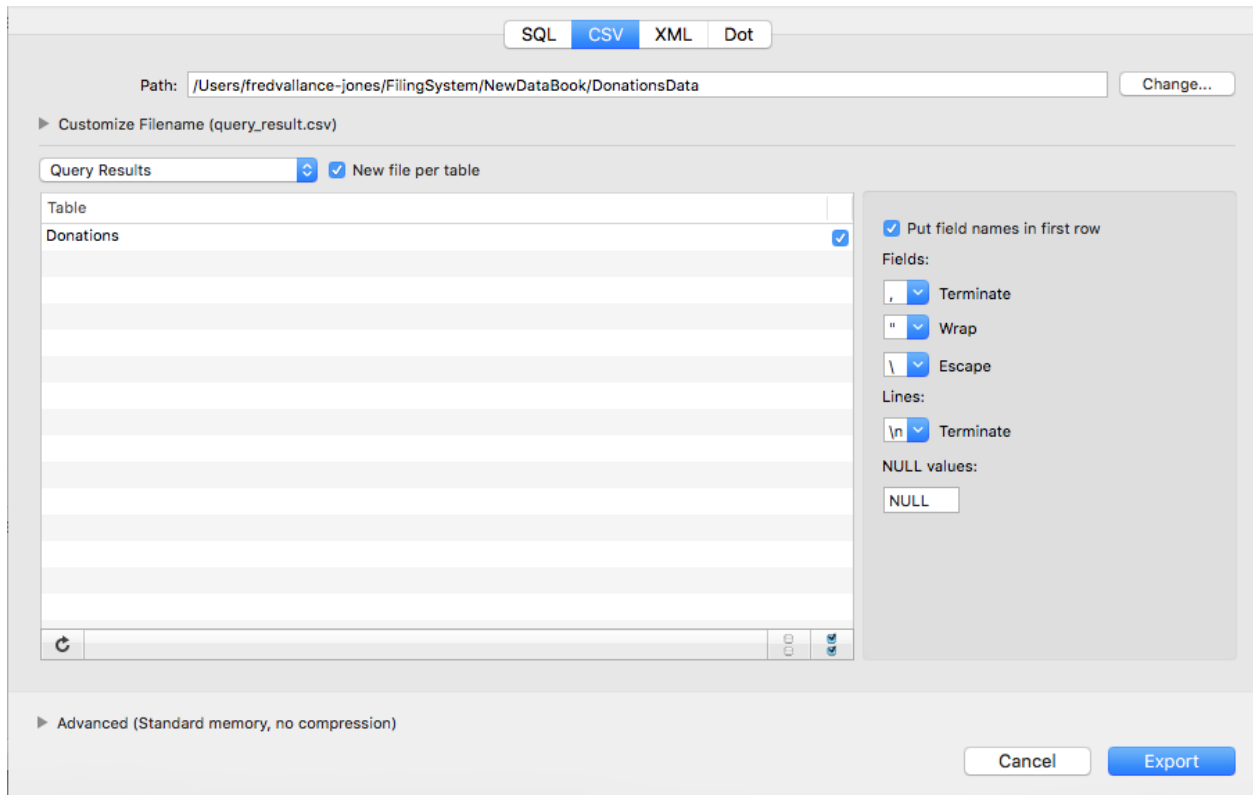 SQL CSV XML Dot
Path: /Users/fredvallance-jones/FilingSystem/NewDataBook/DonationsData Change...
Customize Filename (query_result.csv)
Query Results New file per table
Table
Donations
Put field names in first row
Fields:
, Terminate
" Wrap
\ Escape
Lines:
\n Terminate
NULL values:
NULL
Advanced (Standard memory, no compression)
Cancel Export